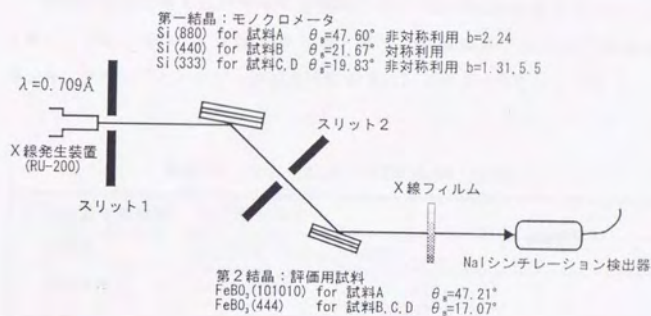 第一結晶:モノクロメータ
Si(880) for 試料A θB=47.60° 非対称利用 b=2.24
Si(440) for 試料B θB=21.67° 対称利用
Si(333) for 試料C,D θB=19.83° 非対称利用 b=1.31,5.5
λ=0.709Å
X線発生装置
(RU-200)
スリット1
スリット2
X線フィルム
NaIシンチレーション検出器
第2結晶:評価用試料
FeBO3(101010) for 試料A θB=47.21°
FeBO3(444) for 試料B,C,D θB=17.07°